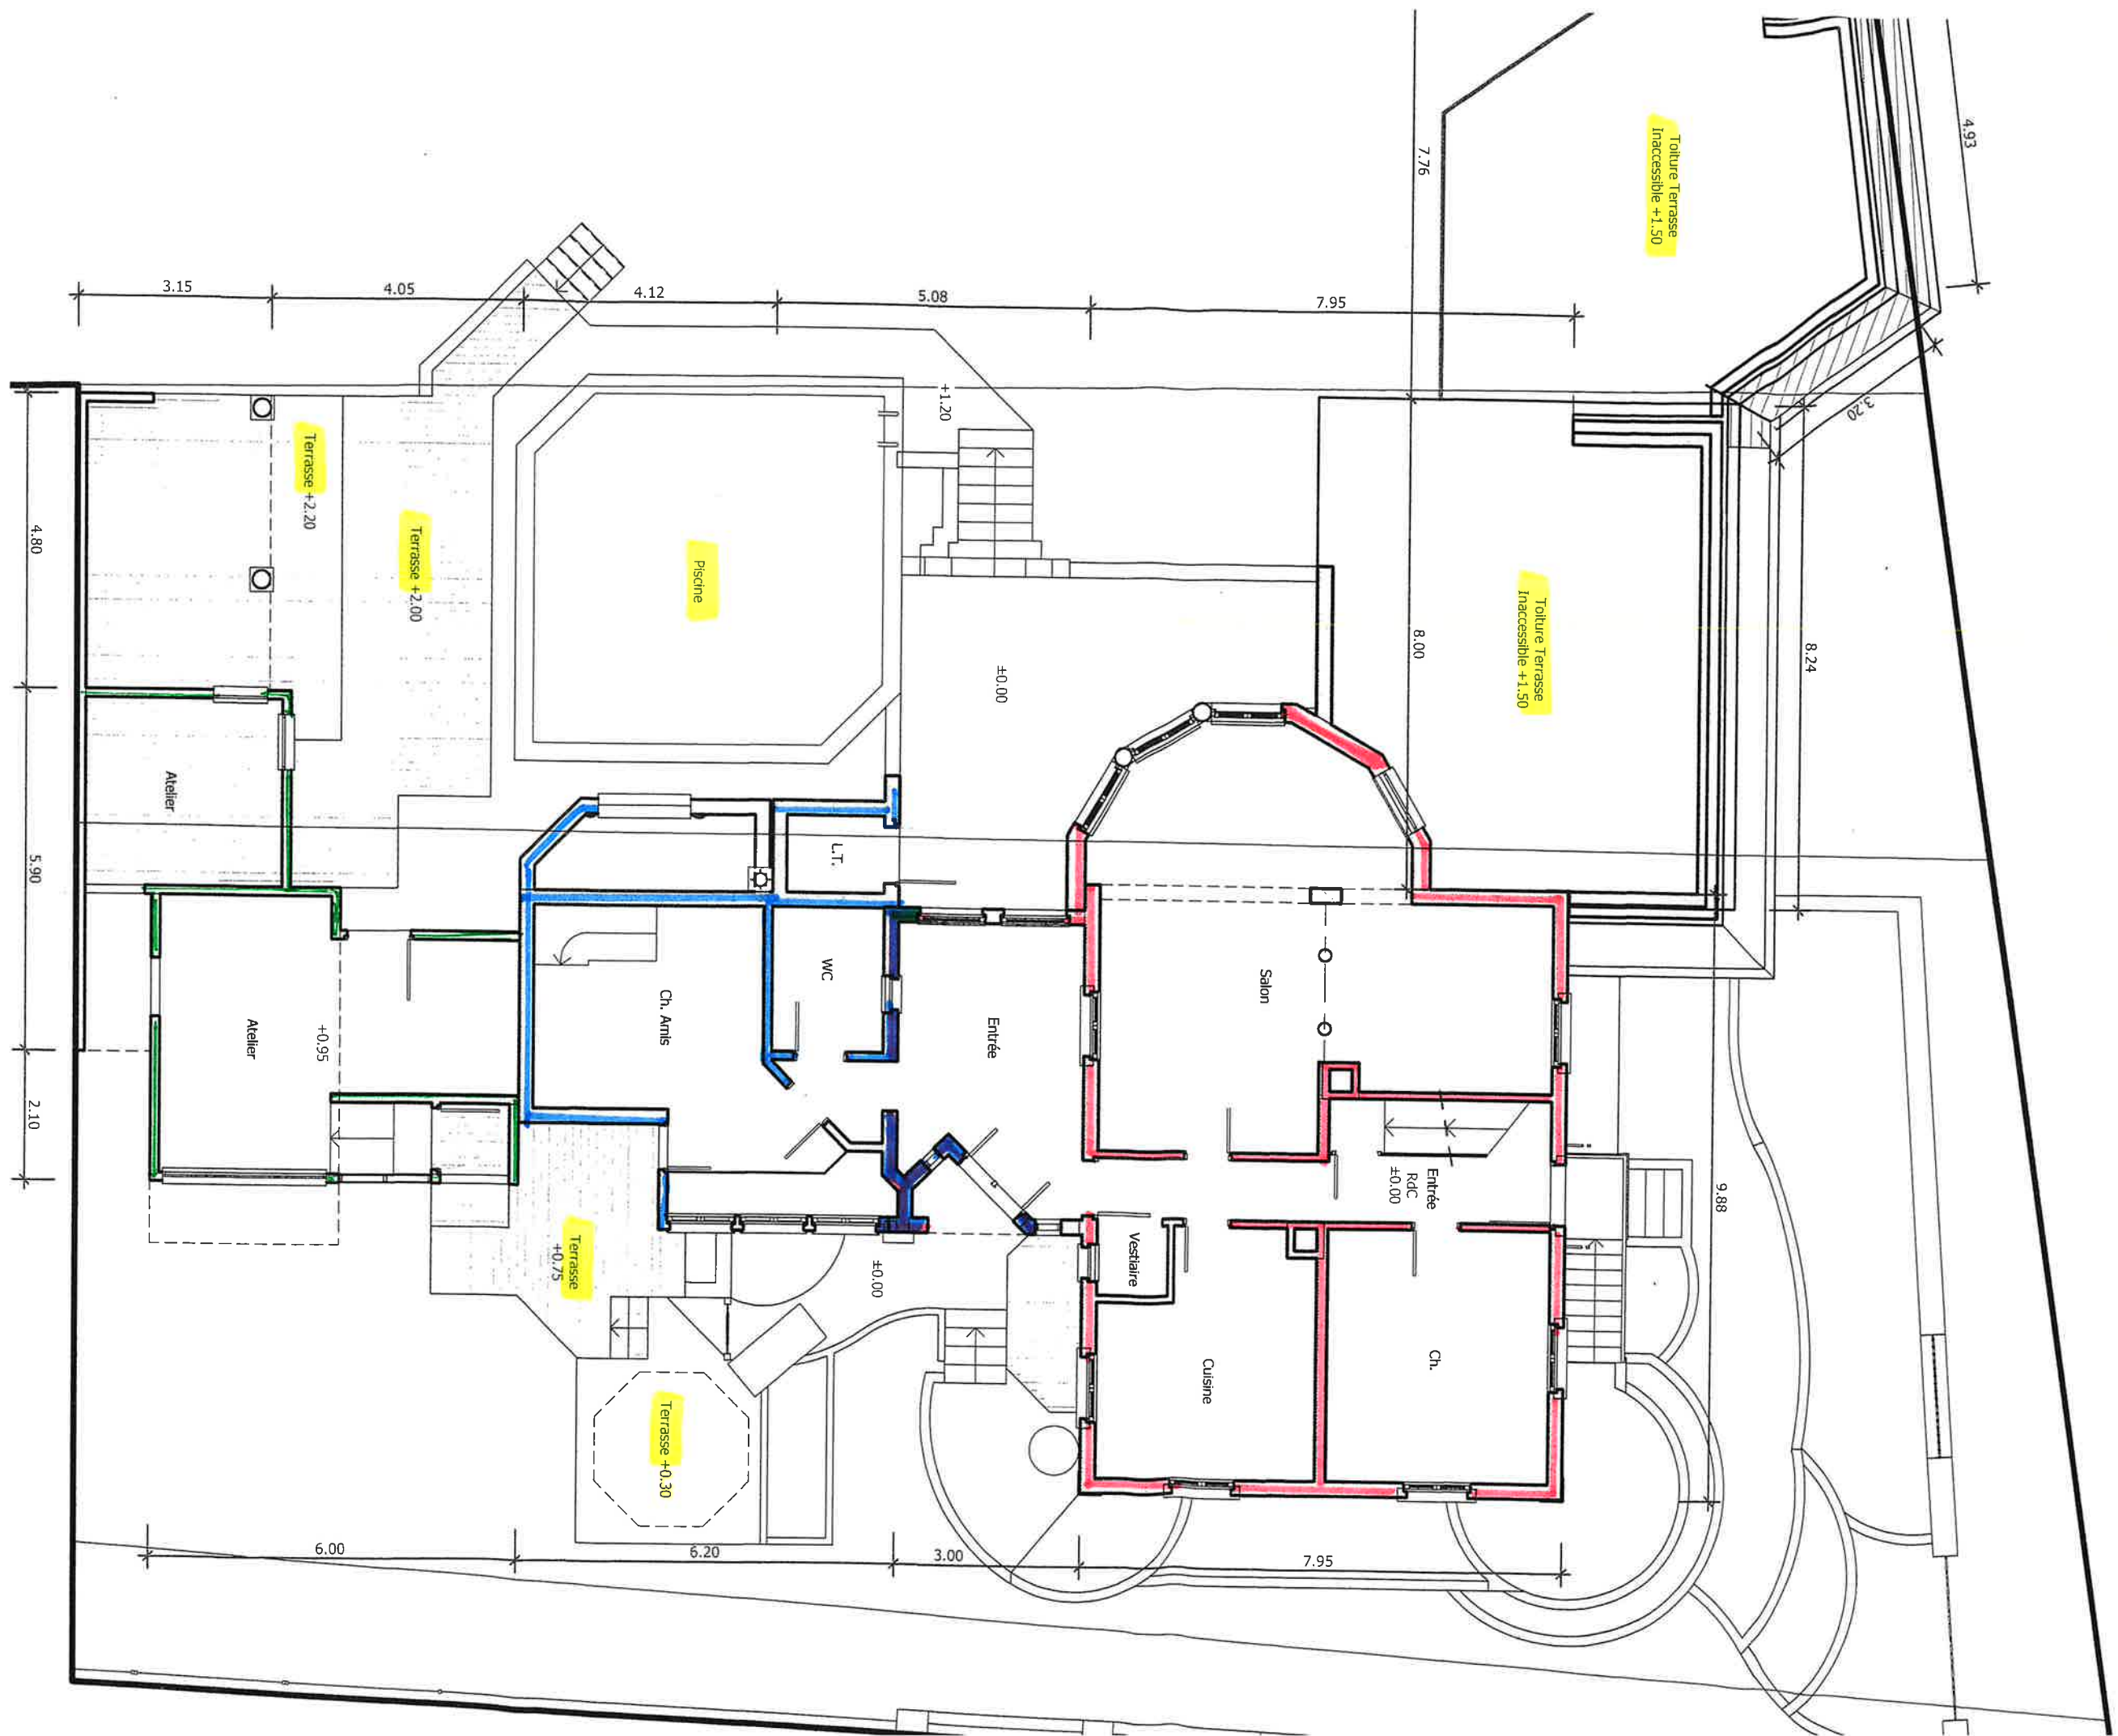 4.93
Toiture Terrasse
Inaccessible +1.50
7.76
3.15
4.05
4.12
5.08
7.95
3.20
+1.20
Terrasse +2.20
Terrasse +2.00
Piscine
4.80
8.00
Toiture Terrasse
Inaccessible +1.50
8.24
±0.00
Atelier
5.90
L.T.
WC
Ch. Amis
Entrée
Salon
Atelier
+0.95
2.10
Entrée
RdC
±0.00
9.88
Vestiaire
Terrasse
+0.75
±0.00
Cuisine
Ch.
Terrasse +0.30
6.00
6.20
3.00
7.95